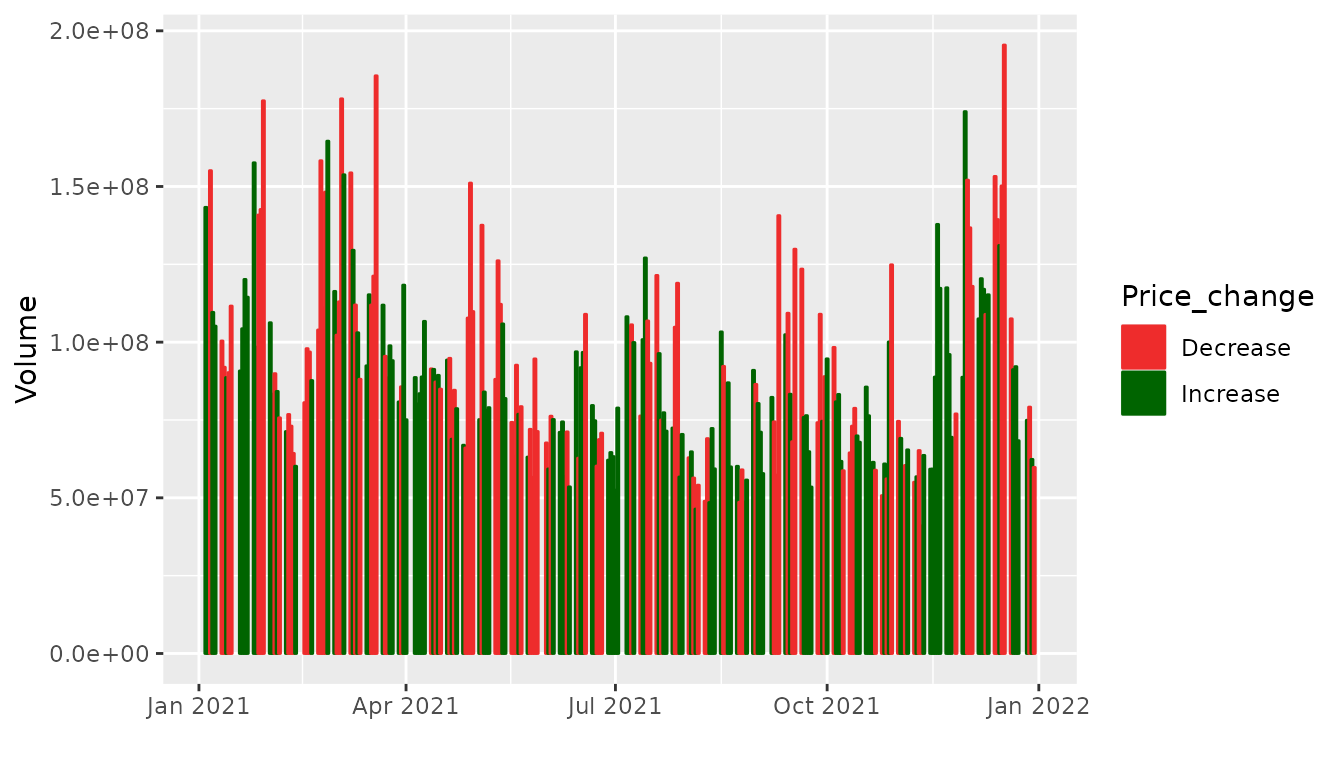 2.0e+08
1.5e+08
1.0e+08
5.0e+07
0.0e+00
Volume
Jan 2021
Apr 2021
Jul 2021
Oct 2021
Jan 2022
Price_change
Decrease
Increase